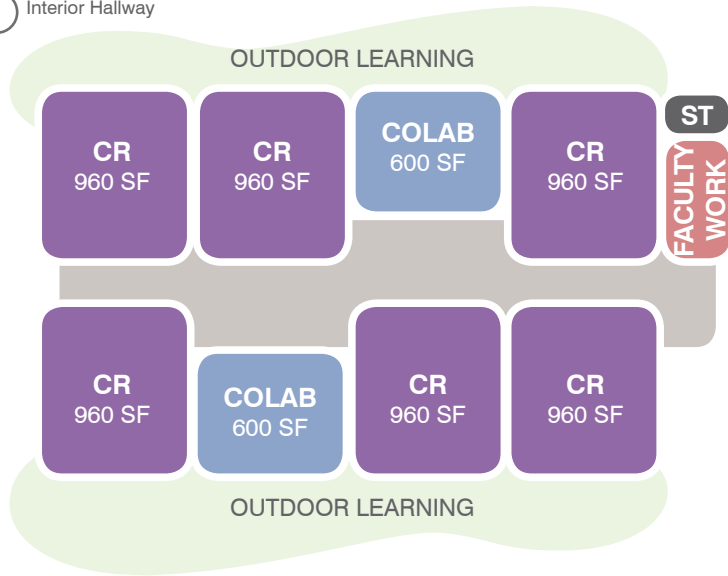 Interior Hallway
OUTDOOR LEARNING
CR
960 SF
CR
960 SF
COLAB
600 SF
CR
960 SF
ST
FACULTY
WORK
CR
960 SF
COLAB
600 SF
CR
960 SF
CR
960 SF
OUTDOOR LEARNING